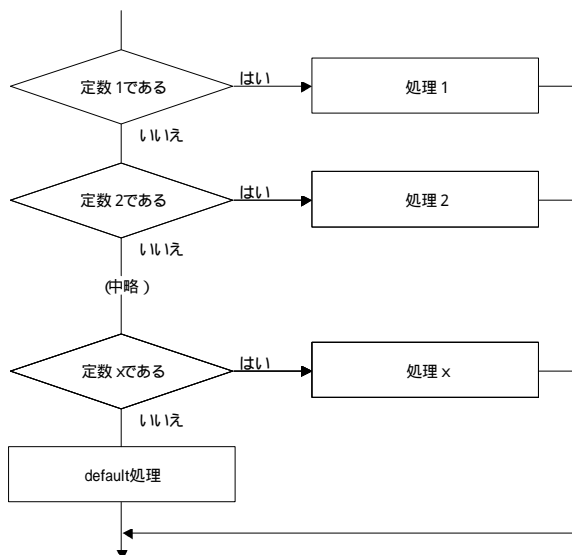 定数1である
はい
処理1
いいえ
定数2である
はい
処理2
いいえ
(中略)
定数xである
はい
処理x
いいえ
default処理